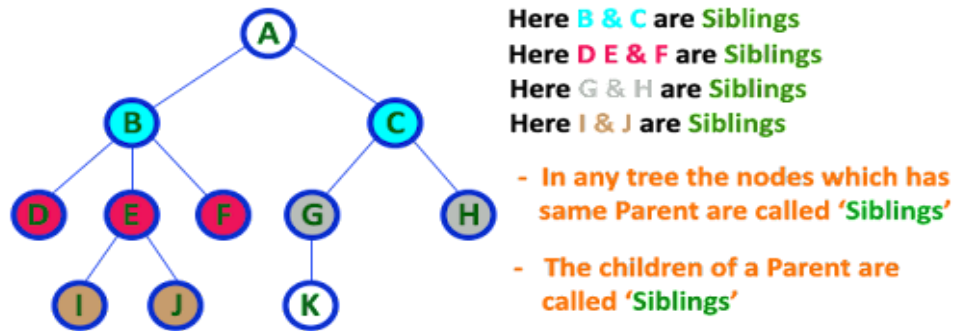 A
B
C
D
E
F
G
H
I
J
K
Here B & C are Siblings
Here D E & F are Siblings
Here G & H are Siblings
Here I & J are Siblings
- In any tree the nodes which has
same Parent are called ‘Siblings’
- The children of a Parent are
called ‘Siblings’